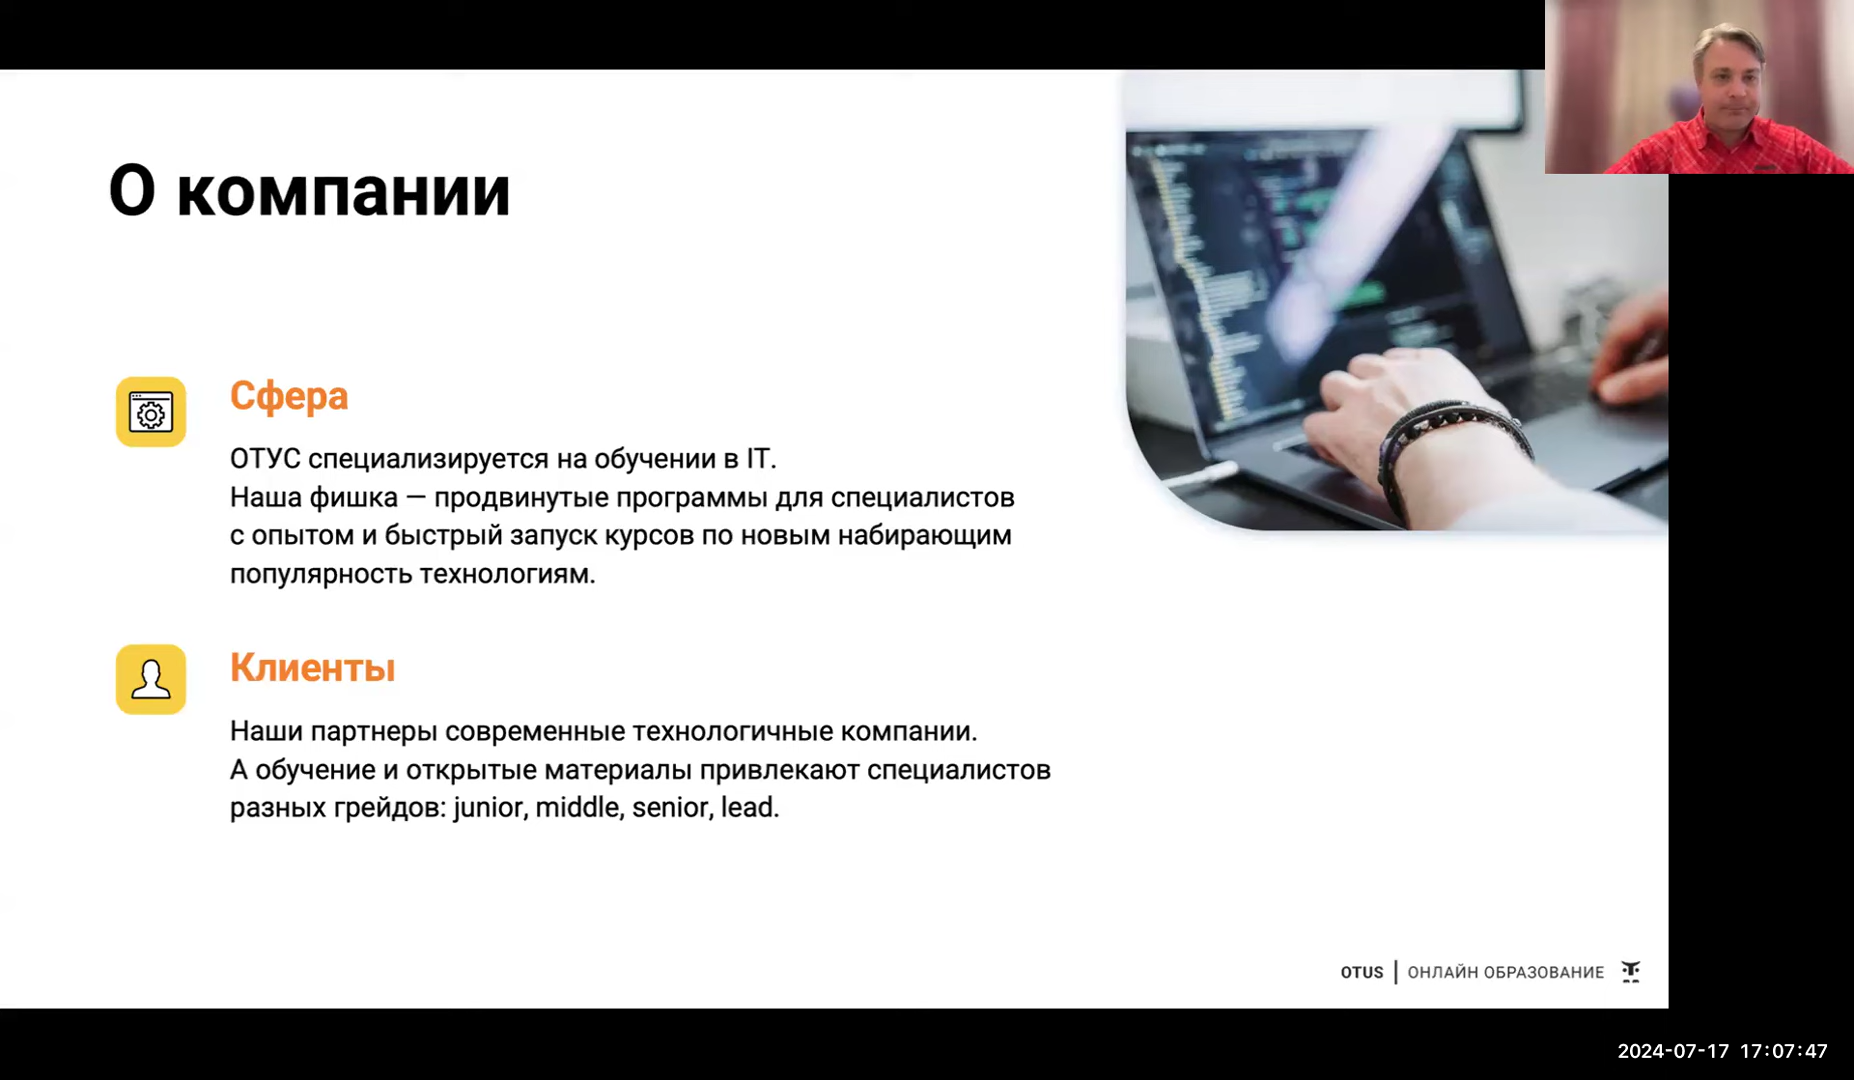 О компании
Сфера
ОТУС специализируется на обучении в IT.
Наша фишка — продвинутые программы для специалистов
с опытом и быстрый запуск курсов по новым набирающим
популярность технологиям.
Клиенты
Наши партнеры современные технологичные компании.
А обучение и открытые материалы привлекают специалистов
разных грейдов: junior, middle, senior, lead.
OTUS | ОНЛАЙН ОБРАЗОВАНИЕ
2024-07-17 17:07:47